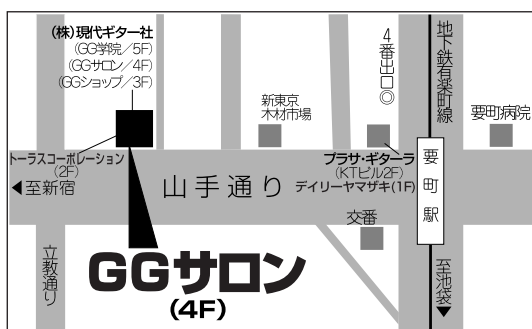 (株)現代ギター社
(GG学院/5F)
(GGサロン/4F)
(GGショップ/3F)
4番出口◎
地下鉄有楽町線
新東京
木材市場
要町病院
トーラスコーポレーション
(2F)
◀至新宿
山手通り
プラサ・ギターラ
(KTビル2F)
デイリーヤマザキ(1F)
要町駅
交番
立教通り
GGサロン
(4F)
至池袋▼